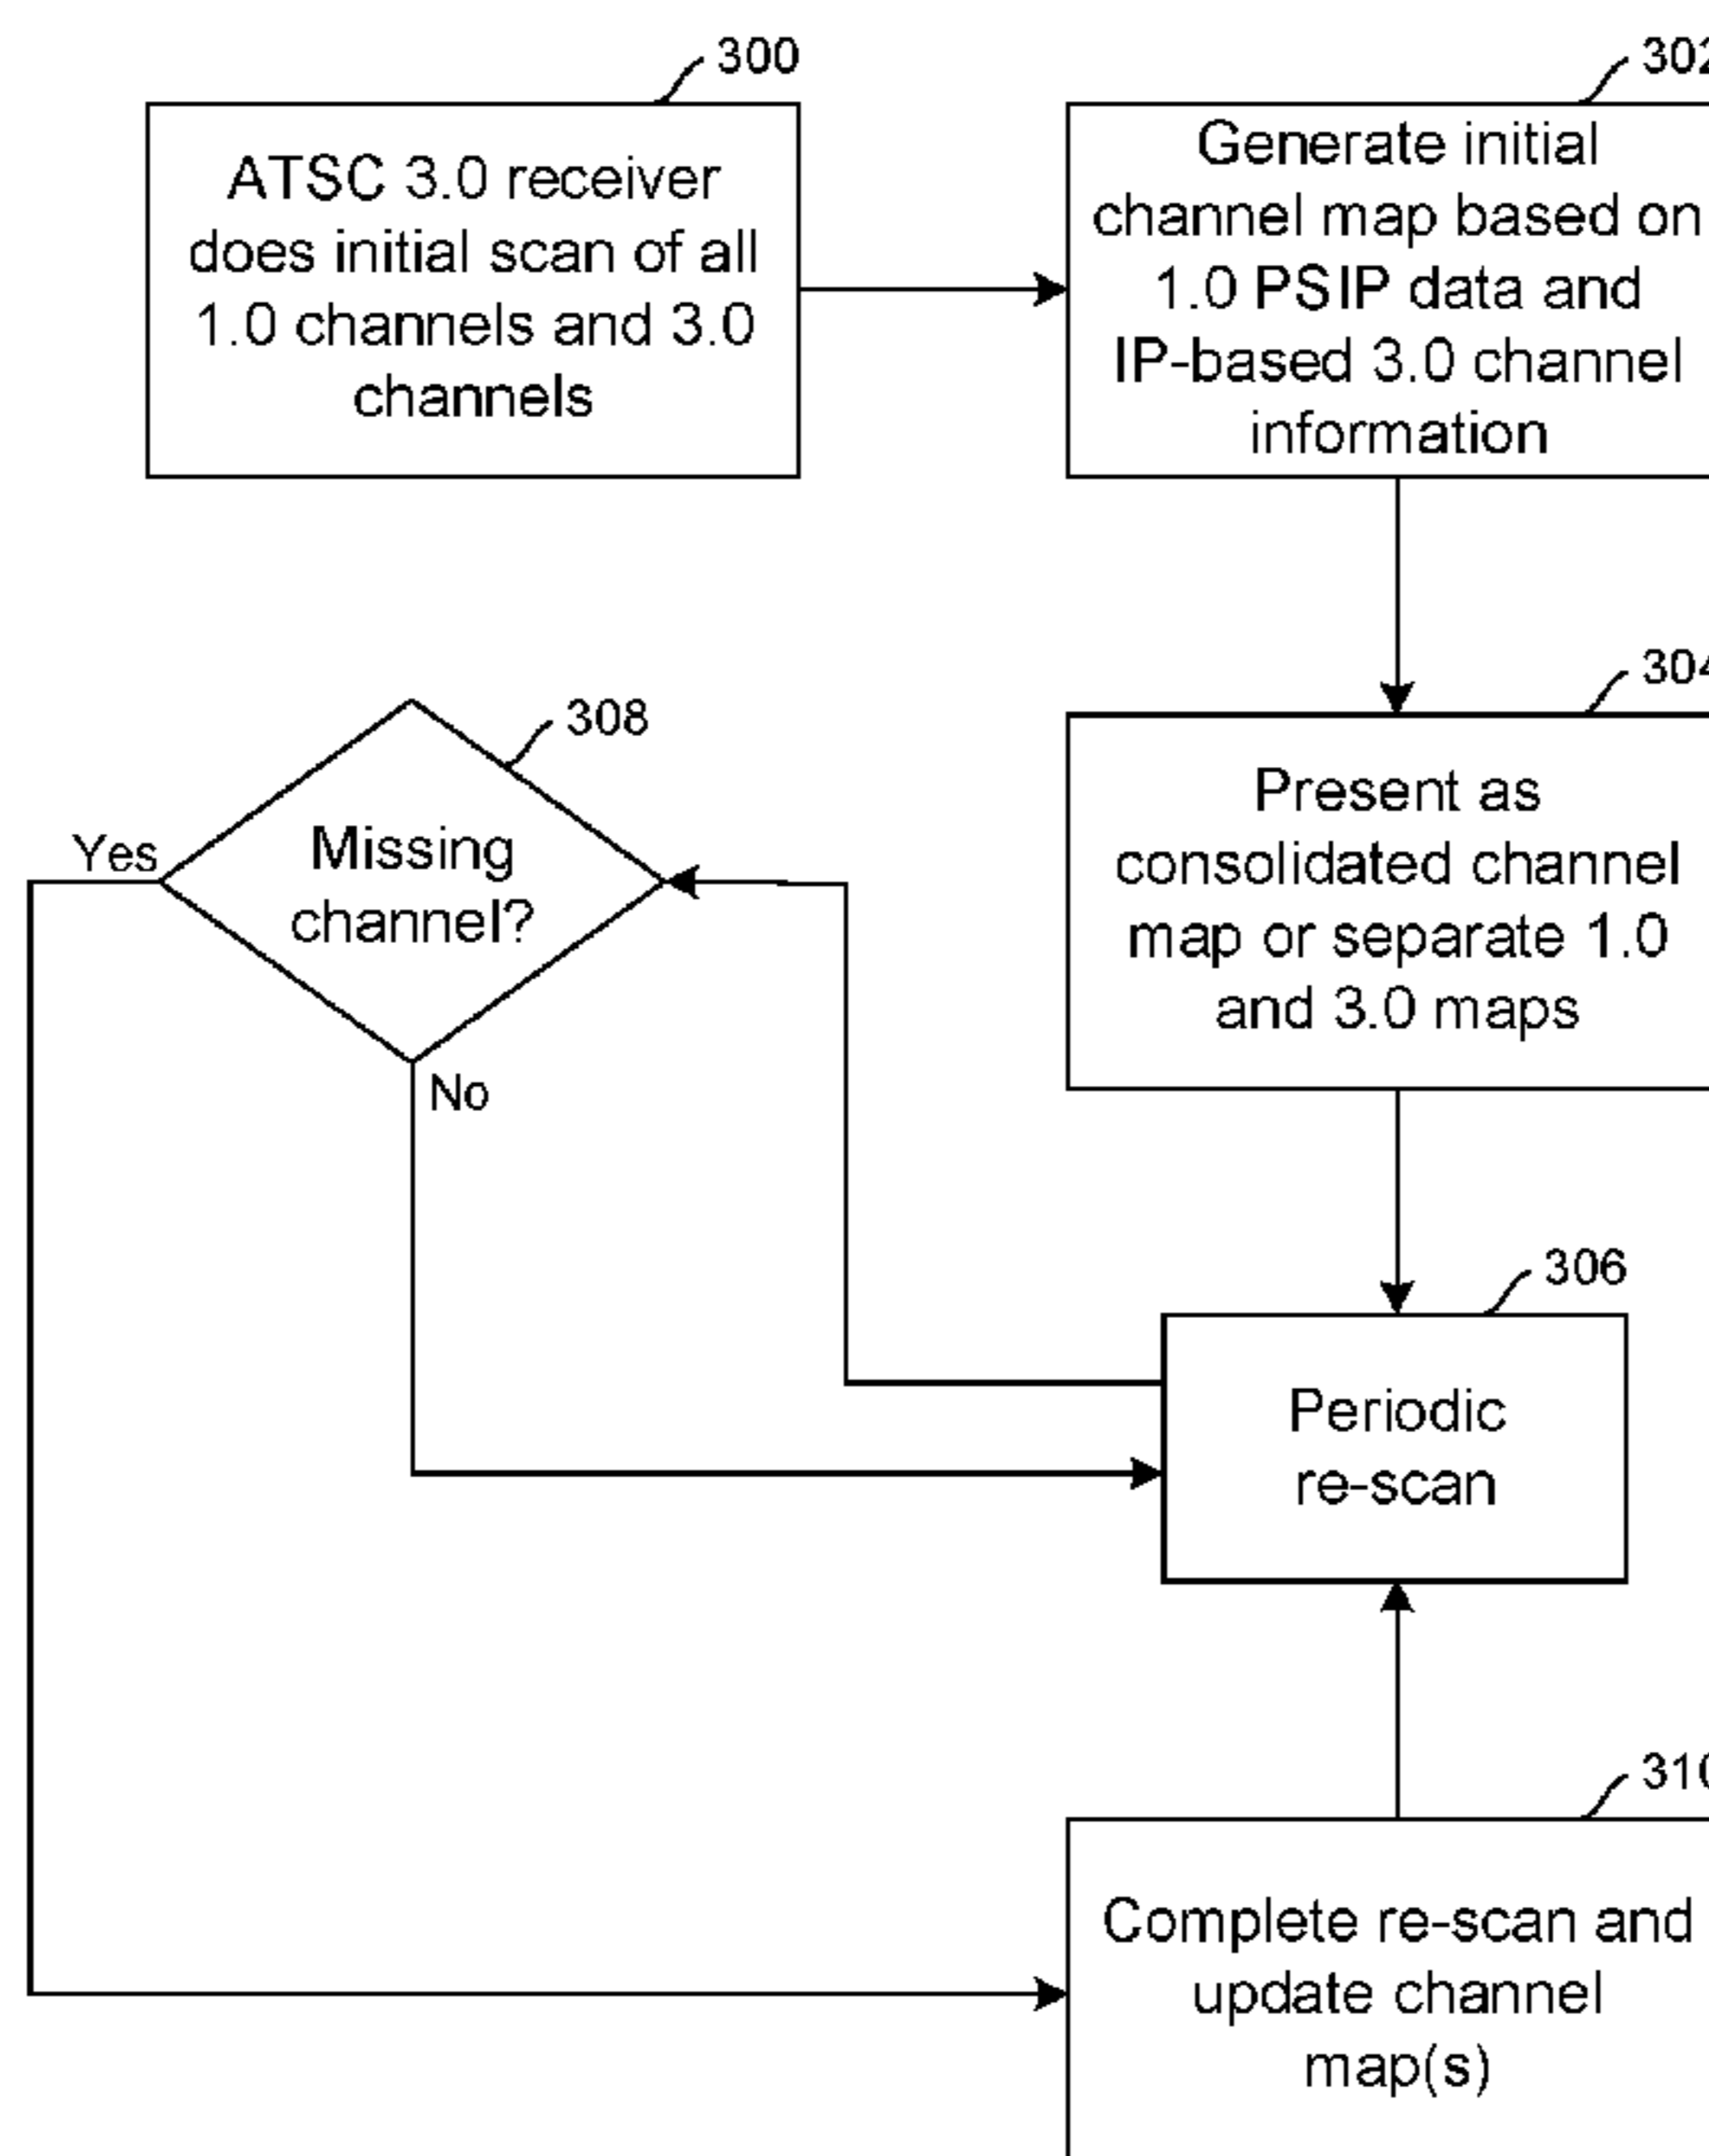 300
ATSC 3.0 receiver
does initial scan of all
1.0 channels and 3.0
channels
302
Generate initial
channel map based on
1.0 PSIP data and
IP-based 3.0 channel
information
304
Present as
consolidated channel
map or separate 1.0
and 3.0 maps
308
Missing
channel?
Yes
No
306
Periodic
re-scan
310
Complete re-scan and
update channel
map(s)